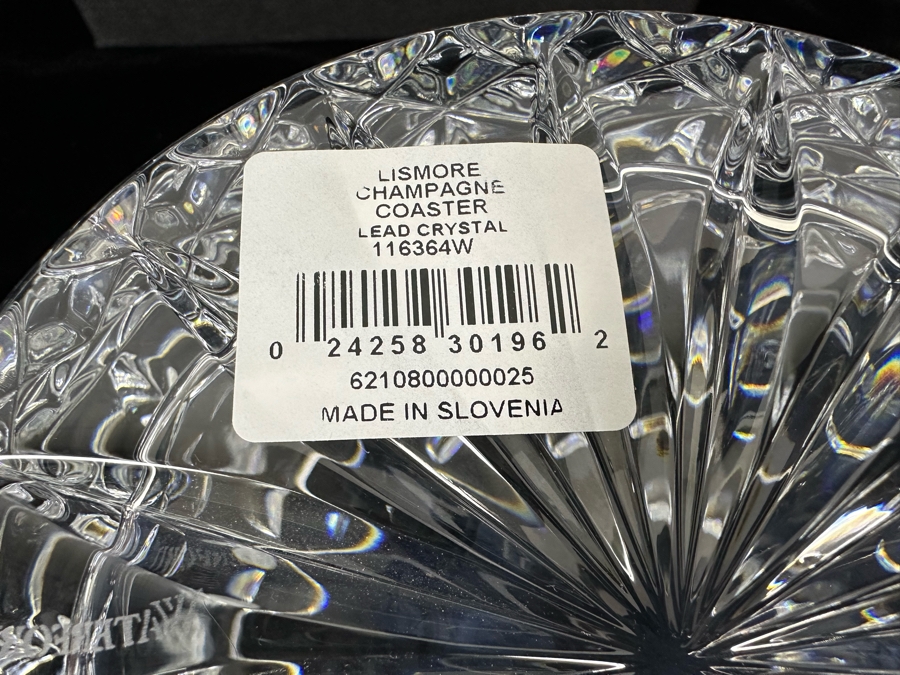 LISMORE
CHAMPAGNE
COASTER
LEAD CRYSTAL
116364W
0 24258 30196 2
6210800000025
MADE IN SLOVENIA